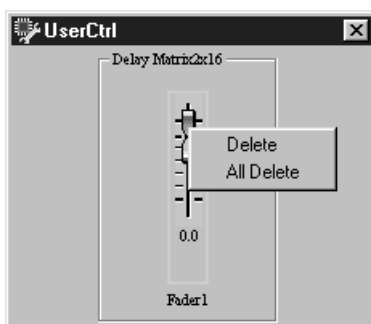 UserCtrl
Delay Matrix2x16
Delete
All Delete
0.0
Fader1